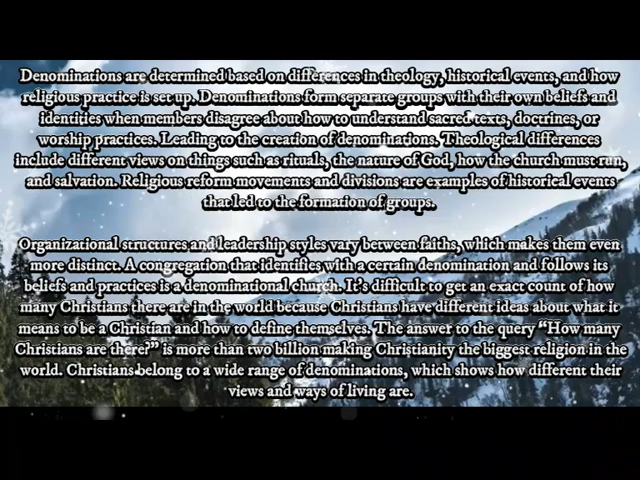 Denominations are determined based on differences in theology, historical events, and how
religious practice is set up. Denominations form separate groups with their own beliefs and
identities when members disagree about how to understand sacred texts, doctrines, or
worship practices. Leading to the creation of denominations. Theological differences
include different views on things such as rituals, the nature of God, how the church must run,
and salvation. Religious reform movements and divisions are examples of historical events
that led to the formation of groups.
Organizational structures and leadership styles vary between faiths, which makes them even
more distinct. A congregation that identifies with a certain denomination and follows its
beliefs and practices is a denominational church. It's difficult to get an exact count of how
many Christians there are in the world because Christians have different ideas about what it
means to be a Christian and how to define themselves. The answer to the query “How many
Christians are there?” is more than two billion making Christianity the biggest religion in the
world. Christians belong to a wide range of denominations, which shows how different their
views and ways of living are.